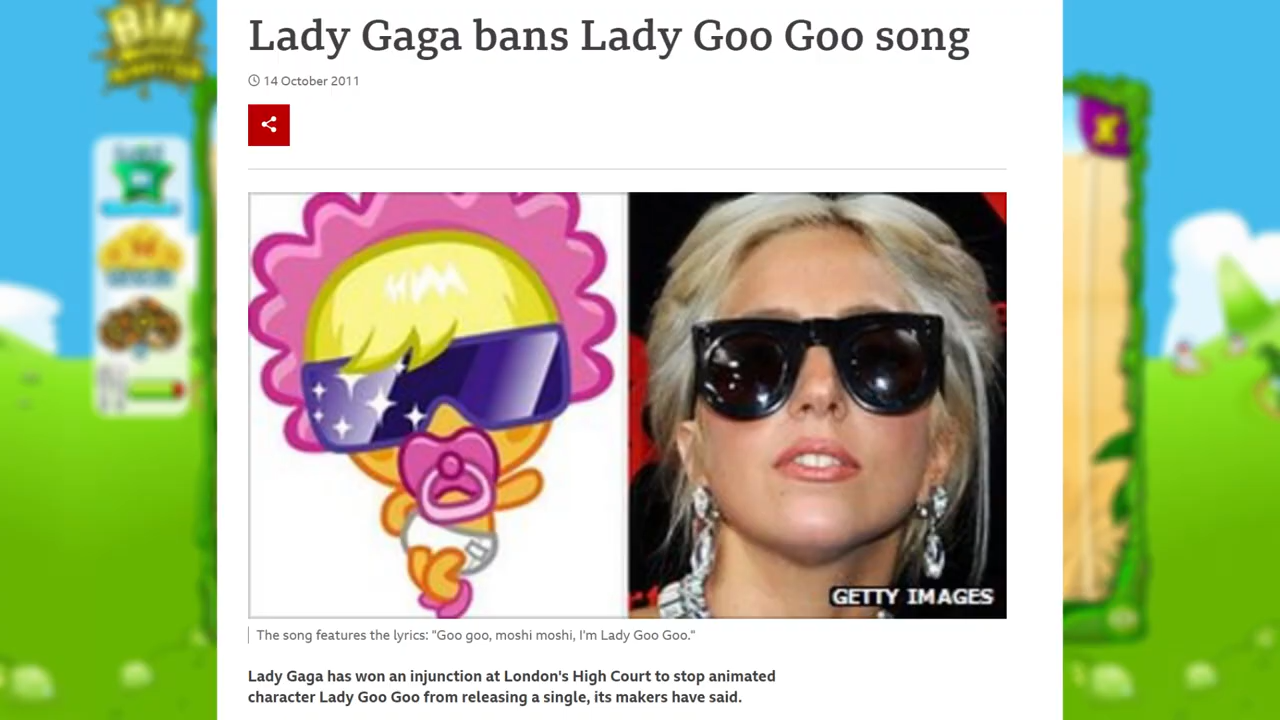 Lady Gaga bans Lady Goo Goo song
14 October 2011
GETTY IMAGES
The song features the lyrics: "Goo goo, moshi moshi, I'm Lady Goo Goo."
Lady Gaga has won an injunction at London's High Court to stop animated
character Lady Goo Goo from releasing a single, its makers have said.